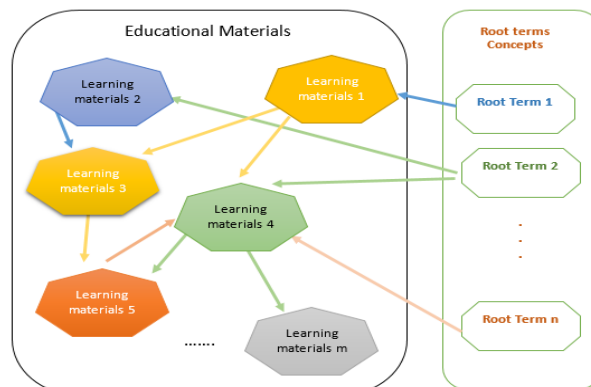 Educational Materials
Root terms
Concepts
Learning
materials 2
Learning
materials 1
Root Term 1
Learning
materials 3
Root Term 2
Learning
materials 4
.
.
.
Learning
materials 5
.......
Learning
materials m
Root Term n